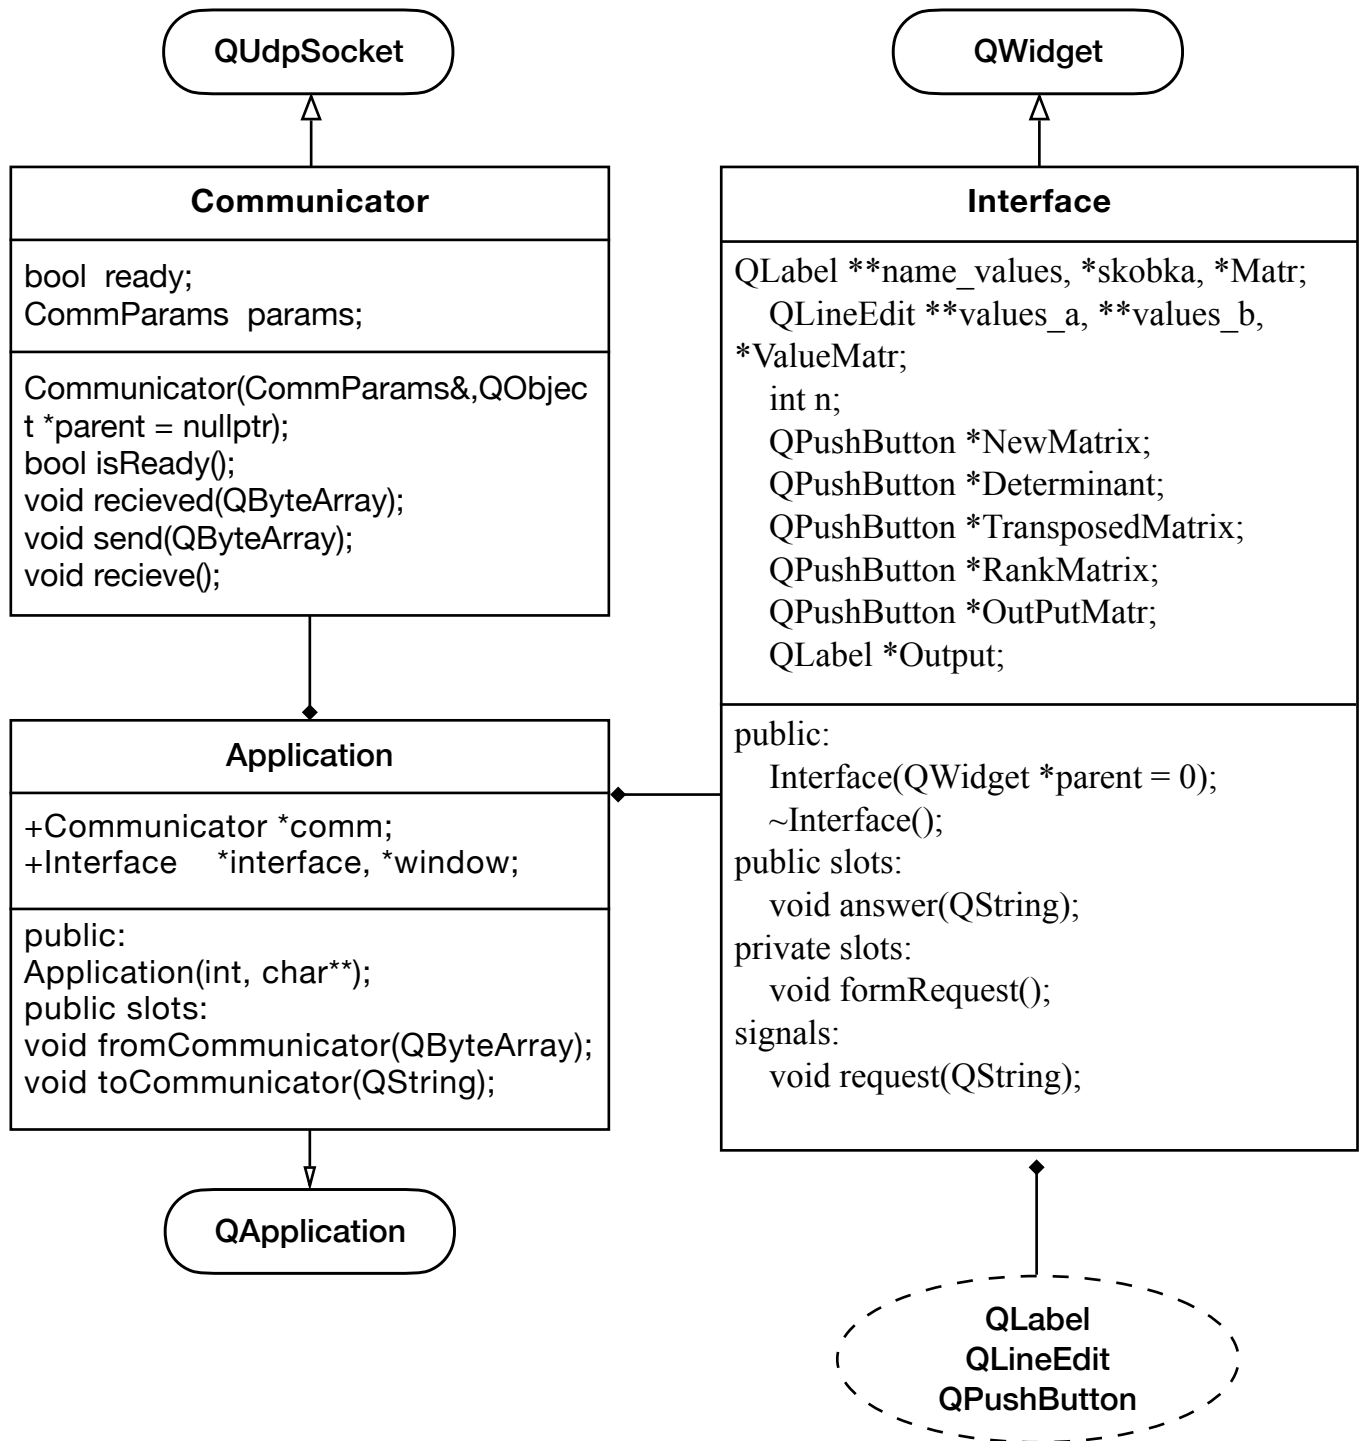 QUdpSocket
Communicator
bool  ready;
CommParams  params;
Communicator(CommParams&,QObjec
t *parent = nullptr);
bool isReady();
void recieved(QByteArray);
void send(QByteArray);
void recieve();
Application
+Communicator *comm;
+Interface    *interface, *window;
public:
Application(int, char**);
public slots:
void fromCommunicator(QByteArray);
void toCommunicator(QString);
QApplication
QWidget
Interface
QLabel **name_values, *skobka, *Matr;
QLineEdit **values_a, **values_b,
*ValueMatr;
int n;
QPushButton *NewMatrix;
QPushButton *Determinant;
QPushButton *TransposedMatrix;
QPushButton *RankMatrix;
QPushButton *OutPutMatr;
QLabel *Output;
public:
Interface(QWidget *parent = 0);
~Interface();
public slots:
void answer(QString);
private slots:
void formRequest();
signals:
void request(QString);
QLabel
QLineEdit
QPushButton